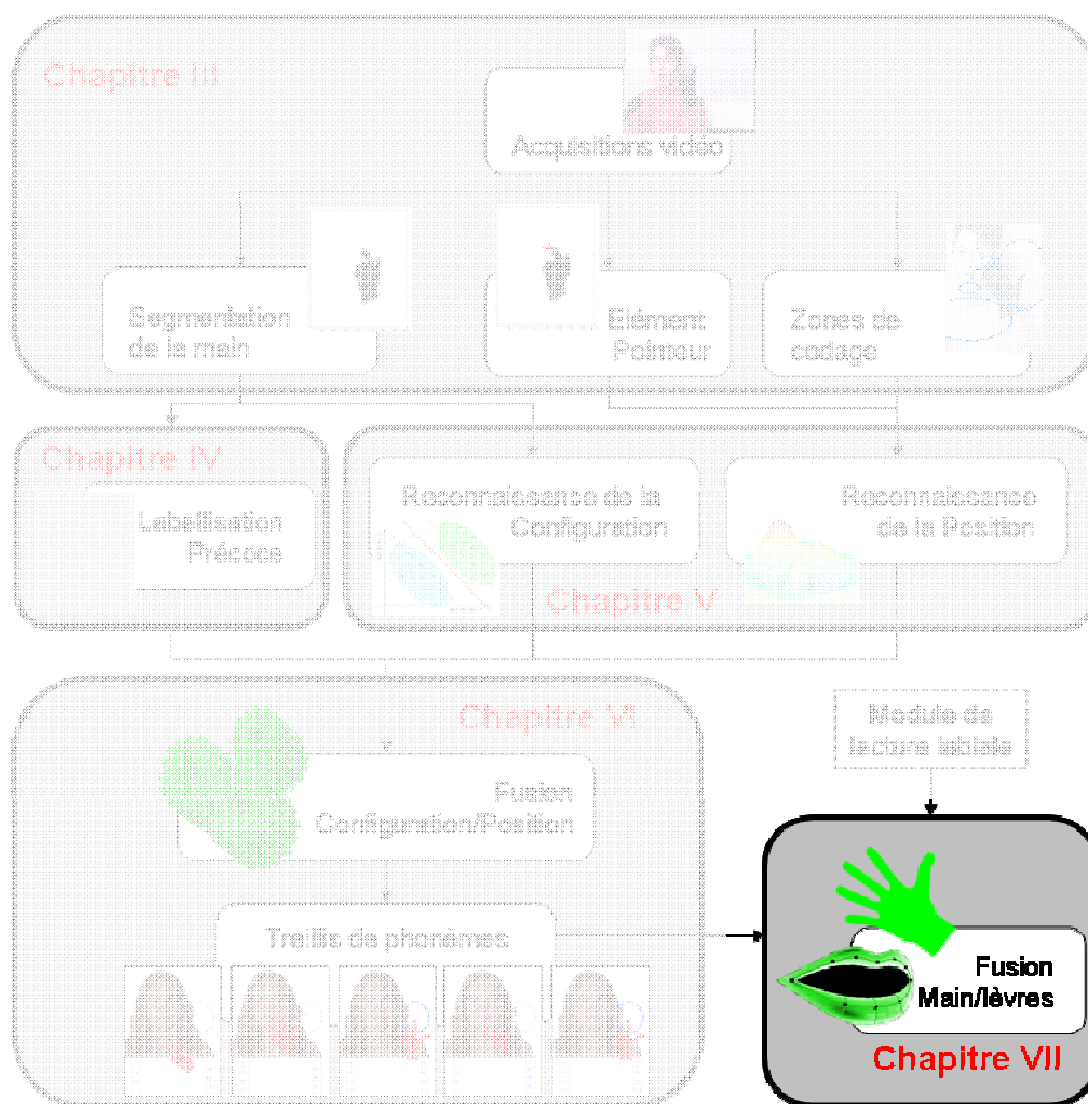 Chapitre III
Acquisitions vidéo
Segmentation
de la main
Elément
Pointeur
Zones de
codage
Chapitre IV
Labellisation
Précoce
Reconnaissance de la
Configuration
Reconnaissance
de la Position
Chapitre V
Chapitre VI
Fusion
Configuration/Position
Treillis de phonèmes
Module de
lecture labiale
Fusion
Main/lèvres
Chapitre VII